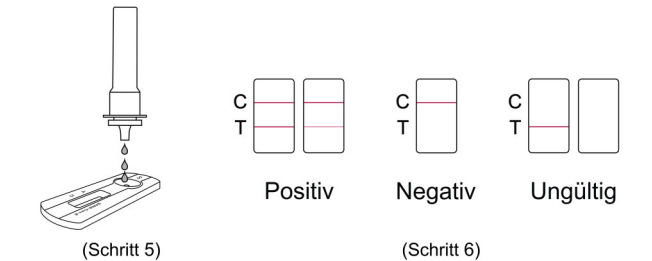 C
T
Positiv
C
T
Negativ
C
T
Ungültig
(Schritt 5)
(Schritt 6)